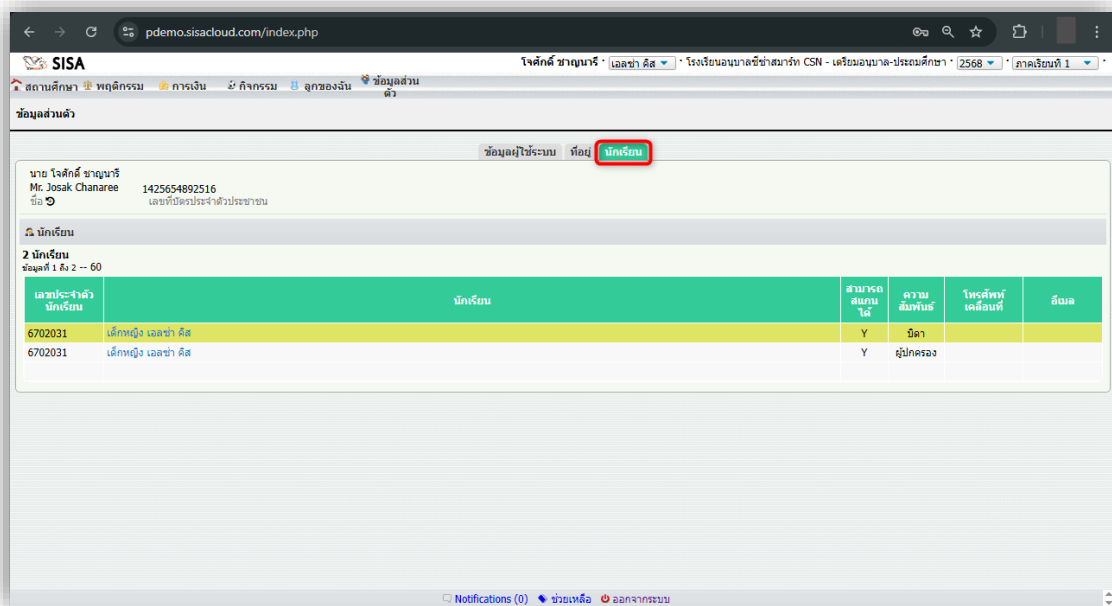 pdemo.sisacloud.com/index.php
SISA
โจศักดิ์ ชาญนารี · เอลซ่า คิส · โรงเรียนอนุบาลซีซ่าสมาร์ท CSN - เตรียมอนุบาล-ประถมศึกษา · 2568 · ภาคเรียนที่ 1 ·
สถานศึกษา พฤติกรรม การเงิน กิจกรรม ลูกของฉัน ข้อมูลส่วนตัว
ข้อมูลส่วนตัว
ข้อมูลผู้ใช้ระบบ ที่อยู่ นักเรียน
นาย โจศักดิ์ ชาญนารี
Mr. Josak Chanaree 1425654892516
ชื่อ เลขที่บัตรประจำตัวประชาชน
นักเรียน
2 นักเรียน
ข้อมูลที่ 1 ถึง 2 -- 60
เลขประจำตัวนักเรียน นักเรียน สามารถสแกนได้ ความสัมพันธ์ โทรศัพท์เคลื่อนที่ อีเมล
6702031 เด็กหญิง เอลซ่า คิส Y บิดา
6702031 เด็กหญิง เอลซ่า คิส Y ผู้ปกครอง
Notifications (0) ช่วยเหลือ ออกจากระบบ